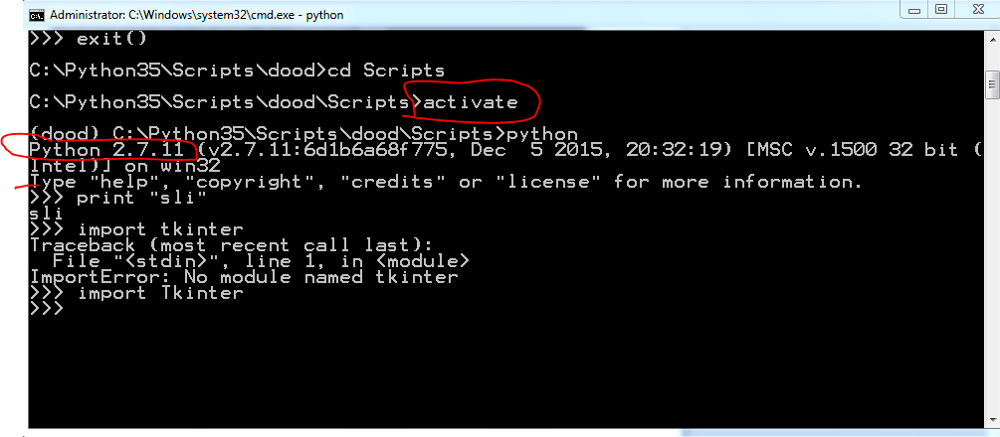 Administrator: C:\Windows\system32\cmd.exe - python
>>> exit()
C:\Python35\Scripts\dood>cd Scripts
C:\Python35\Scripts\dood\Scripts>activate
(dood) C:\Python35\Scripts\dood\Scripts>python
Python 2.7.11 (v2.7.11:6d1b6a68f775, Dec  5 2015, 20:32:19) [MSC v.1500 32 bit (
Intel)] on win32
Type "help", "copyright", "credits" or "license" for more information.
>>> print "sli"
sli
>>> import tkinter
Traceback (most recent call last):
  File "<stdin>", line 1, in <module>
ImportError: No module named tkinter
>>> import Tkinter
>>>